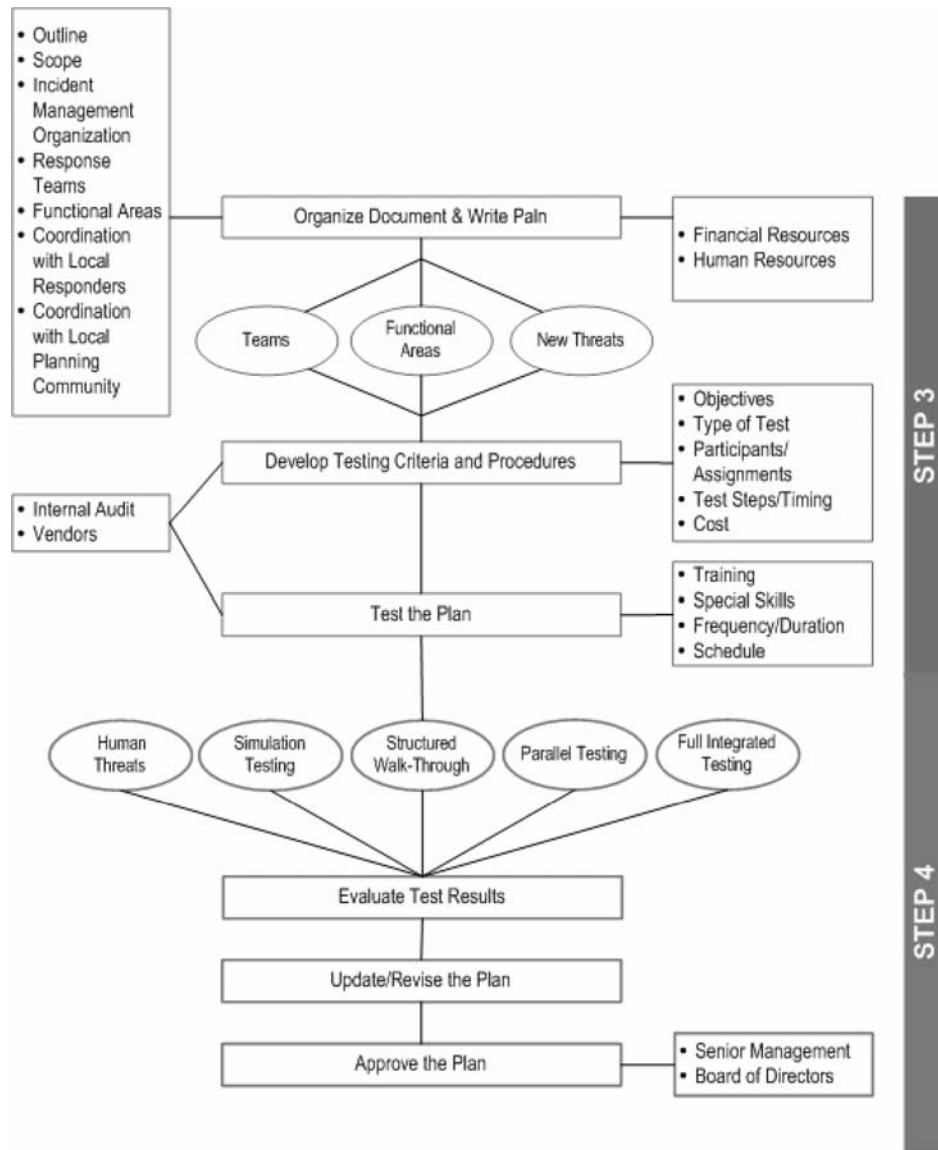 • Outline
• Scope
• Incident
Management
Organization
• Response
Teams
• Functional Areas
• Coordination
with Local
Responders
• Coordination
with Local
Planning
Community
Organize Document & Write Paln
• Financial Resources
• Human Resources
Teams
Functional
Areas
New Threats
STEP 3
Develop Testing Criteria and Procedures
• Objectives
• Type of Test
• Participants/
Assignments
• Test Steps/Timing
• Cost
• Internal Audit
• Vendors
Test the Plan
• Training
• Special Skills
• Frequency/Duration
• Schedule
Human
Threats
Simulation
Testing
Structured
Walk-Through
Parallel Testing
Full Integrated
Testing
STEP 4
Evaluate Test Results
Update/Revise the Plan
Approve the Plan
• Senior Management
• Board of Directors